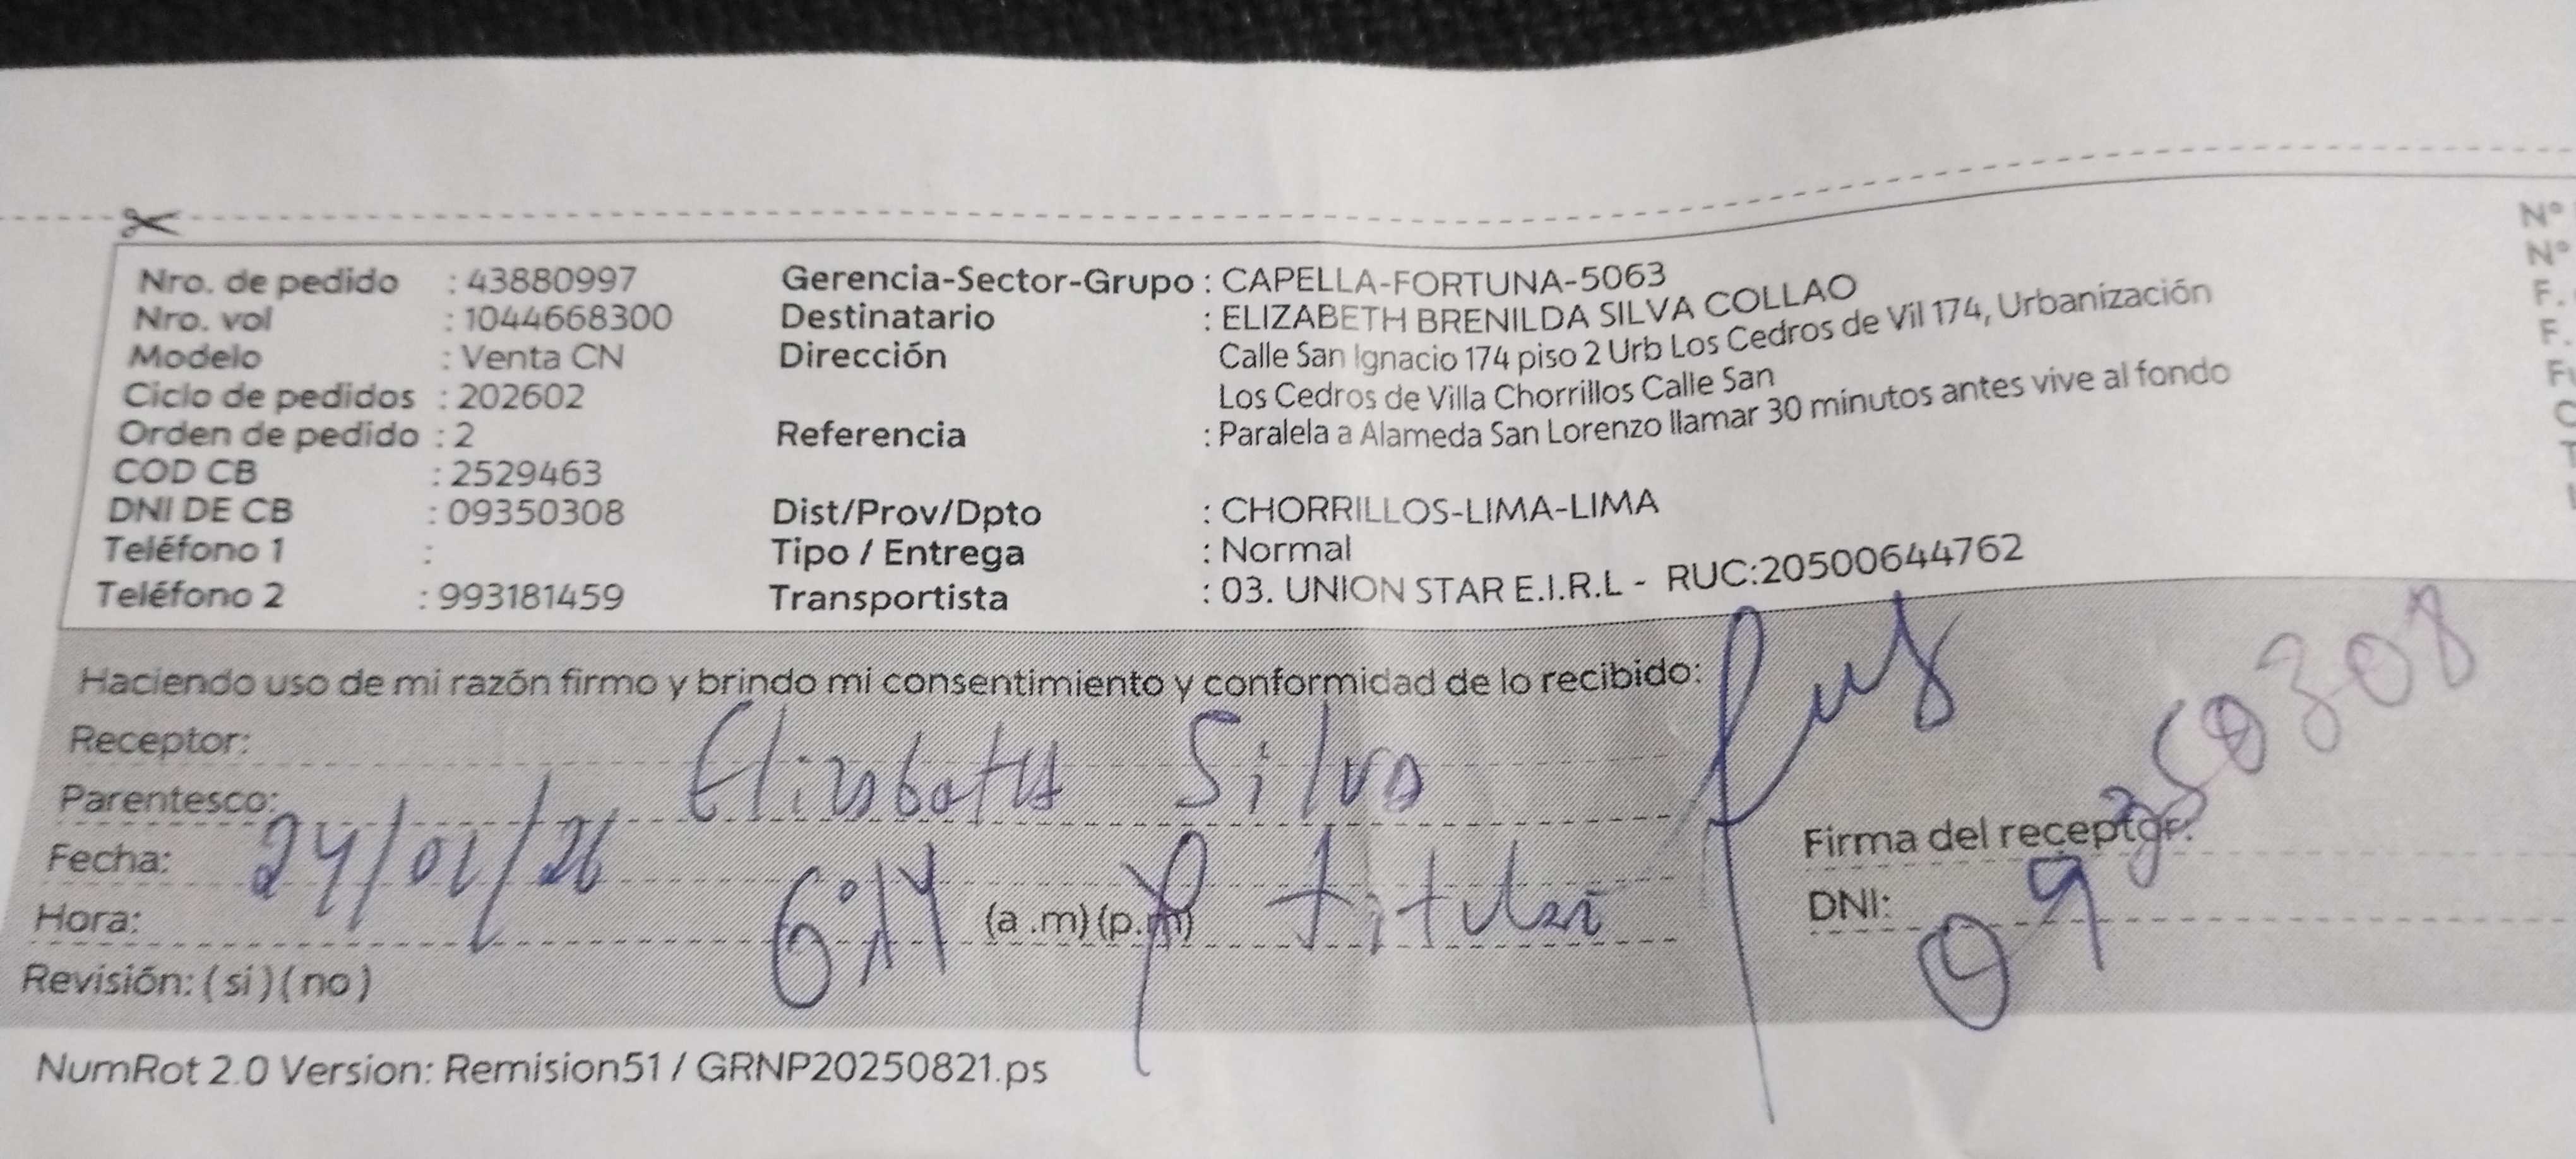 Nro. de pedido : 43880997
Nro. vol : 1044668300
Modelo : Venta CN
Ciclo de pedidos : 202602
Orden de pedido : 2
COD CB : 2529463
DNI DE CB : 09350308
Teléfono 1 :
Teléfono 2 : 993181459
Gerencia-Sector-Grupo : CAPELLA-FORTUNA-5063
Destinatario : ELIZABETH BRENILDA SILVA COLLAO
Dirección Calle San Ignacio 174 piso 2 Urb Los Cedros de Vil 174, Urbanización
Los Cedros de Villa Chorrillos Calle San
Referencia : Paralela a Alameda San Lorenzo llamar 30 minutos antes vive al fondo
Dist/Prov/Dpto : CHORRILLOS-LIMA-LIMA
Tipo / Entrega : Normal
Transportista : 03. UNION STAR E.I.R.L - RUC:20500644762
N°
N°
F.
F.
Haciendo uso de mi razón firmo y brindo mi consentimiento y conformidad de lo recibido:
Receptor: Elizabeth Silva
Parentesco:
Fecha: 24/01/26
Hora: 6:14 (a .m)(p.m) titular
Revisión: ( si ) ( no )
Firma del receptor:
DNI: 09350308
NumRot 2.0 Version: Remision51 / GRNP20250821.ps